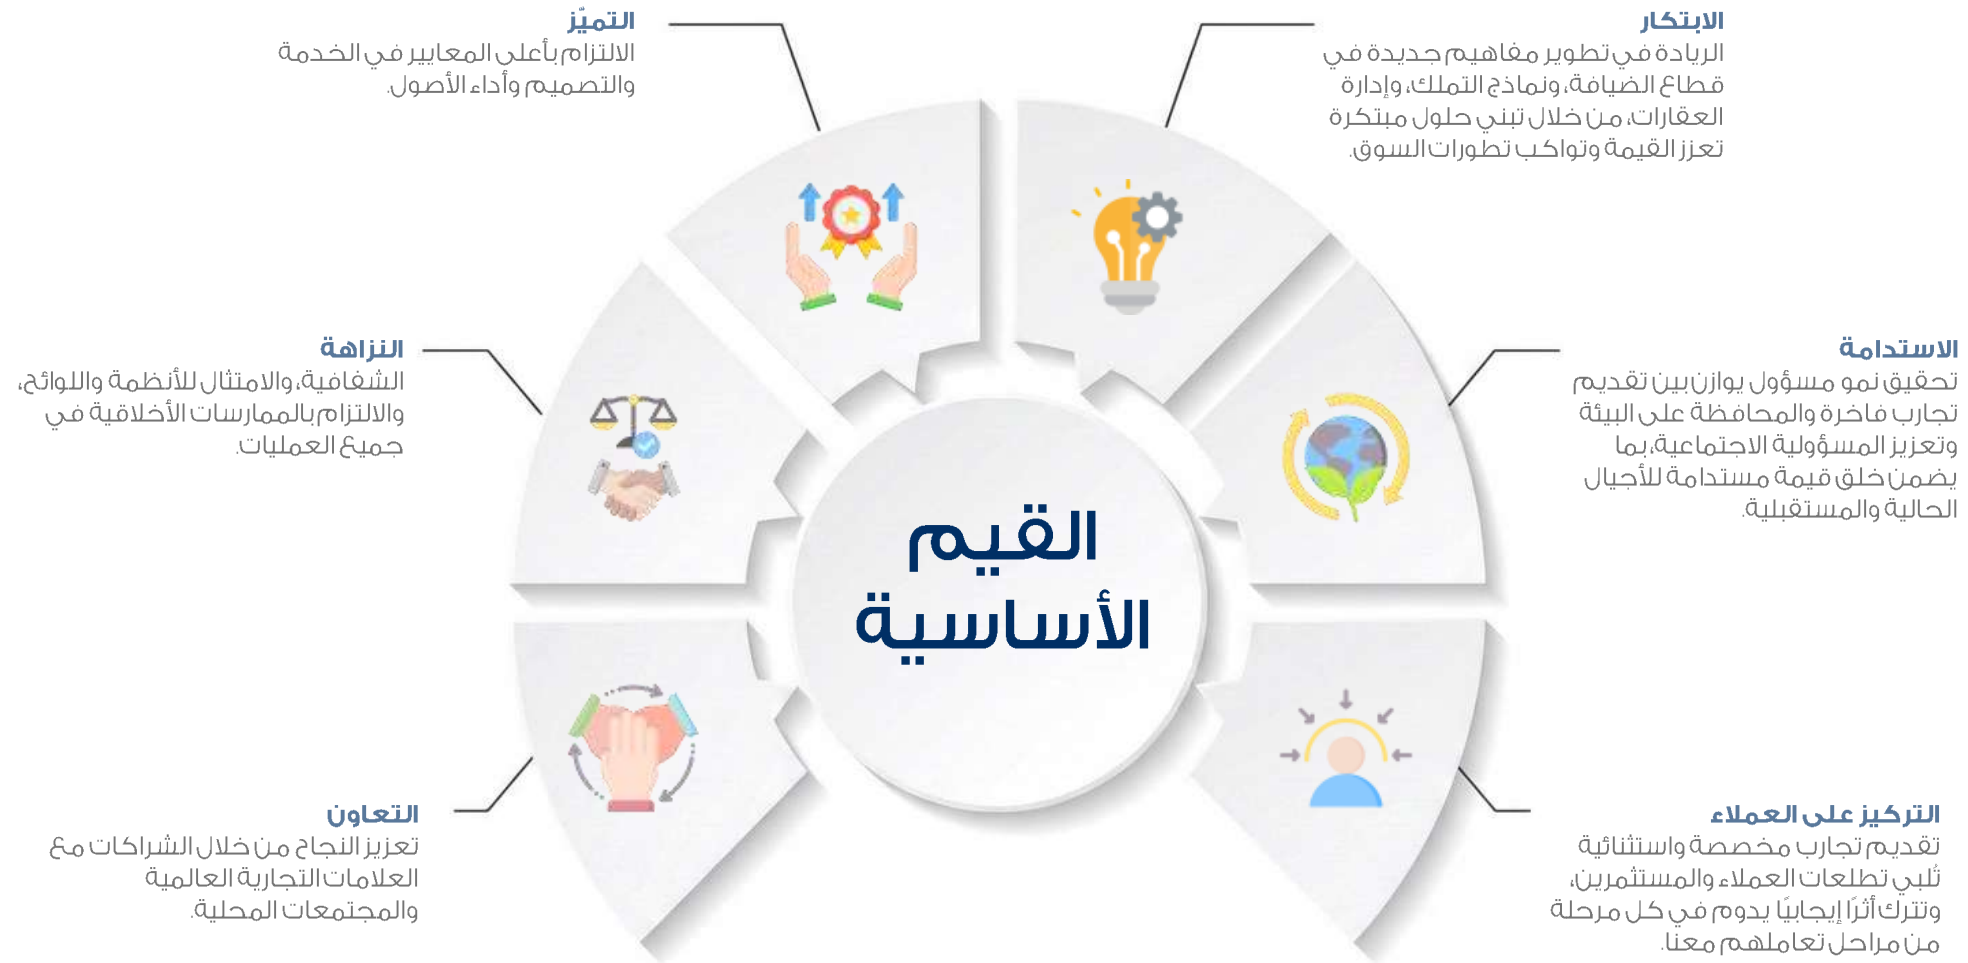 الابتكار
الريادة في تطوير مفاهيم جديدة في
قطاع الضيافة، ونماذج التملك، وإدارة
العقارات، من خلال تبني حلول مبتكرة
تعزز القيمة وتواكب تطورات السوق.
التميّز
الالتزام بأعلى المعايير في الخدمة
والتصميم وأداء الأصول.
الاستدامة
تحقيق نمو مسؤول يوازن بين تقديم
تجارب فاخرة والمحافظة على البيئة
وتعزيز المسؤولية الاجتماعية، بما
يضمن خلق قيمة مستدامة للأجيال
الحالية والمستقبلية.
النزاهة
الشفافية، والامتثال للأنظمة واللوائح،
والالتزام بالممارسات الأخلاقية في
جميع العمليات.
القيم
الأساسية
التركيز على العملاء
تقديم تجارب مخصصة واستثنائية
تُلبي تطلعات العملاء والمستثمرين،
وتترك أثرًا إيجابيًا يدوم في كل مرحلة
من مراحل تعاملهم معنا.
التعاون
تعزيز النجاح من خلال الشراكات مع
العلامات التجارية العالمية
والمجتمعات المحلية.